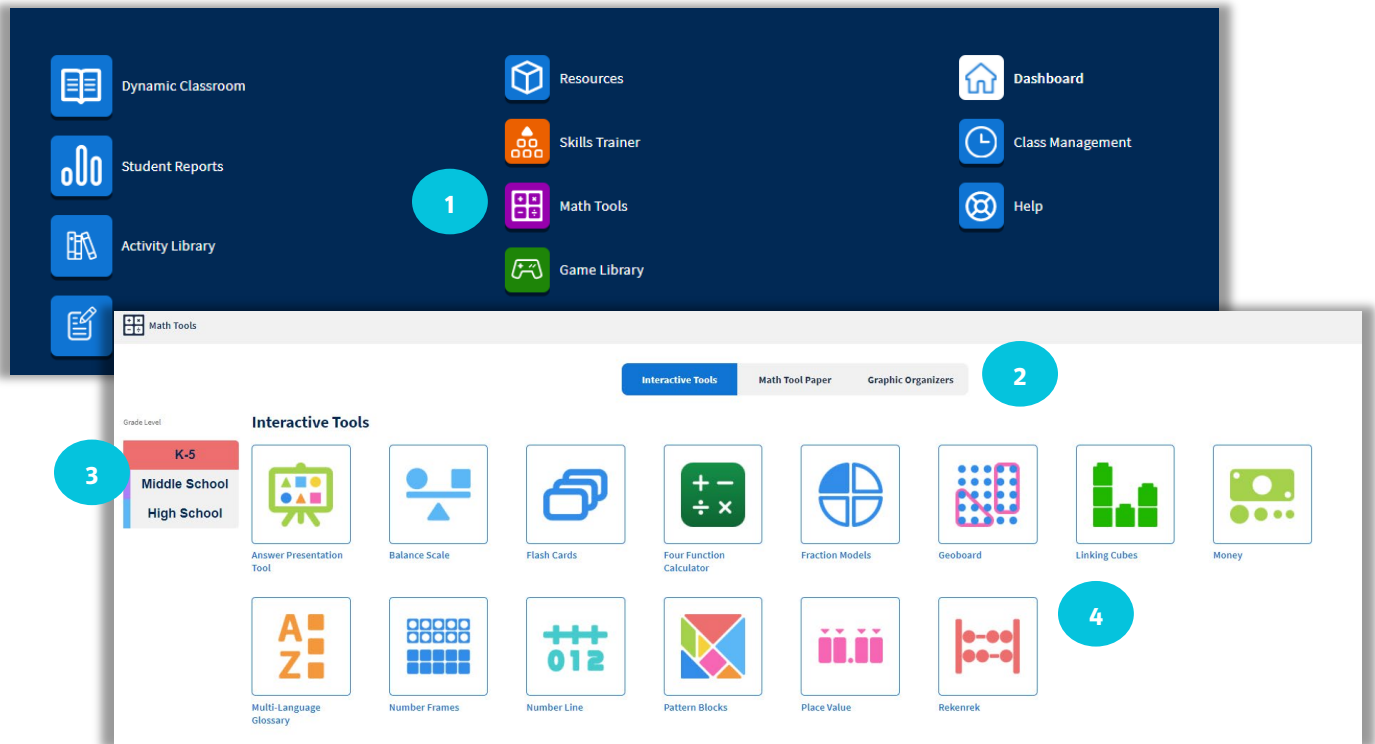 Dynamic Classroom
Student Reports
Activity Library
Resources
Skills Trainer
1
Math Tools
Game Library
Dashboard
Class Management
Help
Math Tools
Interactive Tools
Math Tool Paper
Graphic Organizers
2
Grade Level
3
K-5
Middle School
High School
Interactive Tools
Answer Presentation
Tool
Balance Scale
Flash Cards
Four Function
Calculator
Fraction Models
Geoboard
Linking Cubes
Money
A
Z
012
4
Multi-Language
Glossary
Number Frames
Number Line
Pattern Blocks
Place Value
Rekenrek